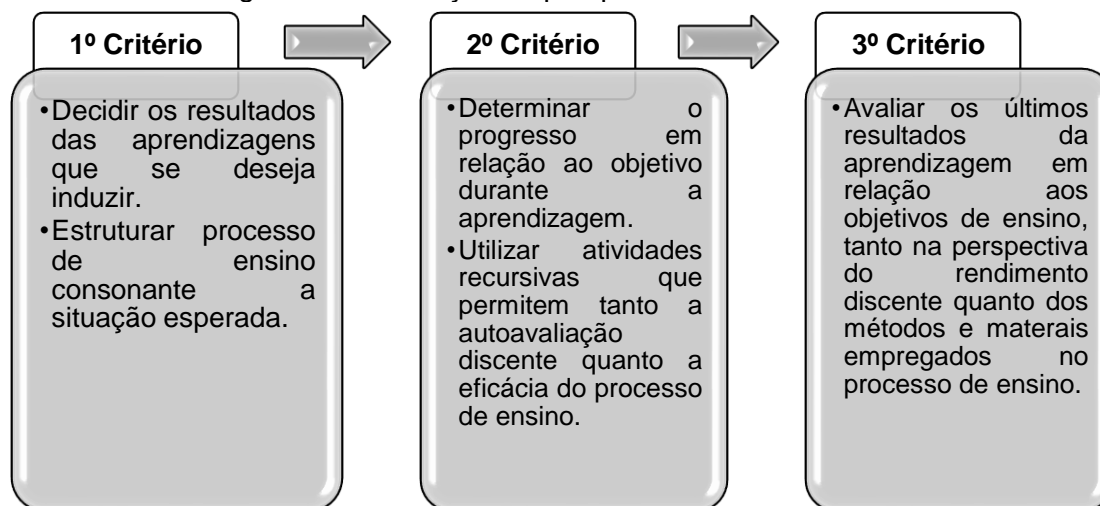 1º Critério
•Decidir os resultados
das aprendizagens
que se deseja
induzir.
•Estruturar processo
de ensino
consonante a
situação esperada.
2º Critério
•Determinar o
progresso em
relação ao objetivo
durante a
aprendizagem.
•Utilizar atividades
recursivas que
permitem tanto a
autoavaliação
discente quanto a
eficácia do processo
de ensino.
3º Critério
•Avaliar os últimos
resultados da
aprendizagem em
relação aos
objetivos de ensino,
tanto na perspectiva
do rendimento
discente quanto dos
métodos e materais
empregados no
processo de ensino.